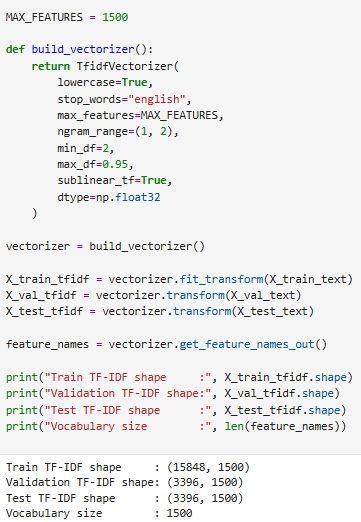 MAX_FEATURES = 1500
def build_vectorizer():
    return TfidfVectorizer(
        lowercase=True,
        stop_words="english",
        max_features=MAX_FEATURES,
        ngram_range=(1, 2),
        min_df=2,
        max_df=0.95,
        sublinear_tf=True,
        dtype=np.float32
    )
vectorizer = build_vectorizer()
X_train_tfidf = vectorizer.fit_transform(X_train_text)
X_val_tfidf = vectorizer.transform(X_val_text)
X_test_tfidf = vectorizer.transform(X_test_text)
feature_names = vectorizer.get_feature_names_out()
print("Train TF-IDF shape     :", X_train_tfidf.shape)
print("Validation TF-IDF shape:", X_val_tfidf.shape)
print("Test TF-IDF shape      :", X_test_tfidf.shape)
print("Vocabulary size        :", len(feature_names))
Train TF-IDF shape     : (15848, 1500)
Validation TF-IDF shape: (3396, 1500)
Test TF-IDF shape      : (3396, 1500)
Vocabulary size        : 1500